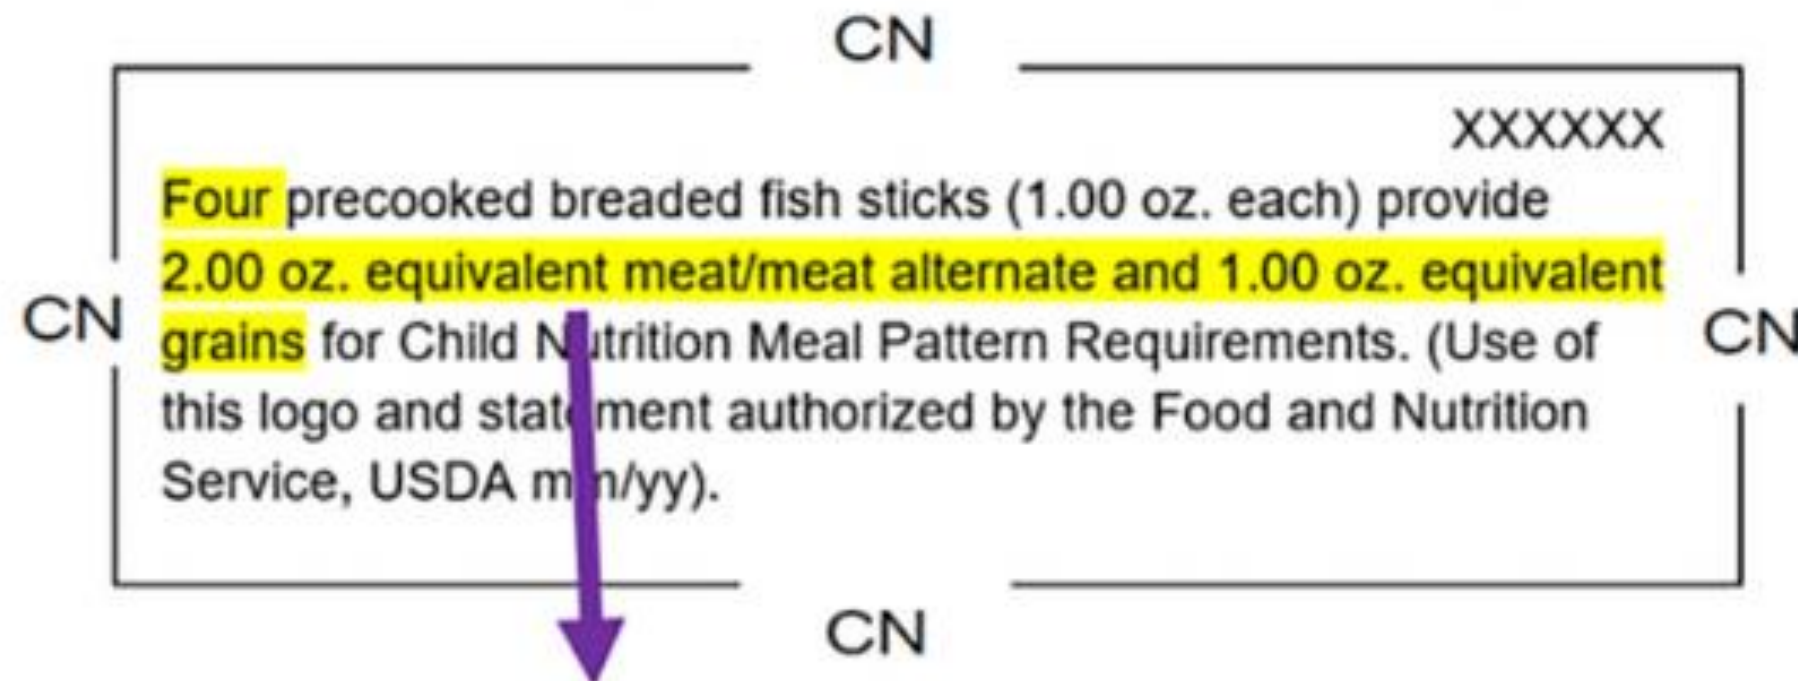 CN
XXXXXX
Four precooked breaded fish sticks (1.00 oz. each) provide
2.00 oz. equivalent meat/meat alternate and 1.00 oz. equivalent
CN
grains for Child Nutrition Meal Pattern Requirements. (Use of
CN
this logo and statement authorized by the Food and Nutrition
Service, USDA mm/yy).
CN